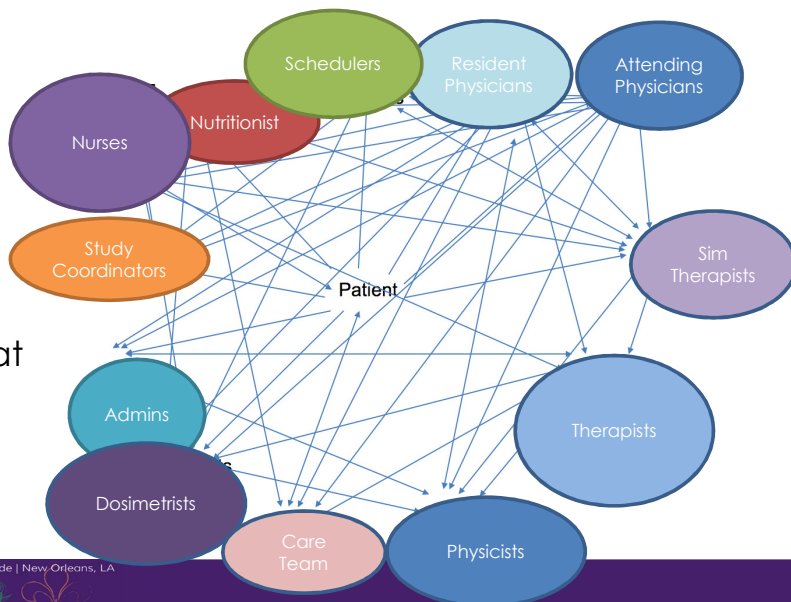 Schedulers
Resident
Physicians
Attending
Physicians
Nutritionist
Nurses
Study
Coordinators
Sim
Therapists
Patient
at
Admins
Therapists
Dosimetrists
Care
Team
Physicists
de | New Orleans, LA